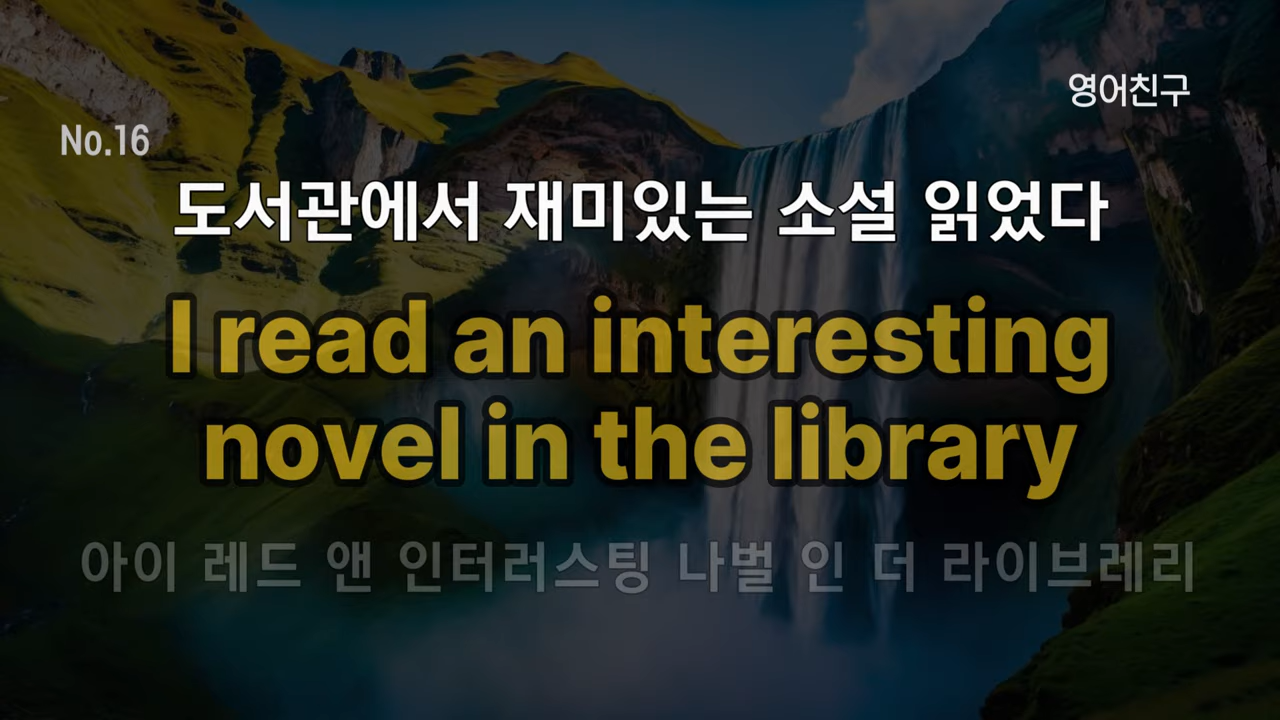 영어친구
No.16
도서관에서 재미있는 소설 읽었다
I read an interesting
novel in the library
아이 레드 앤 인터러스팅 나벌 인 더 라이브레리